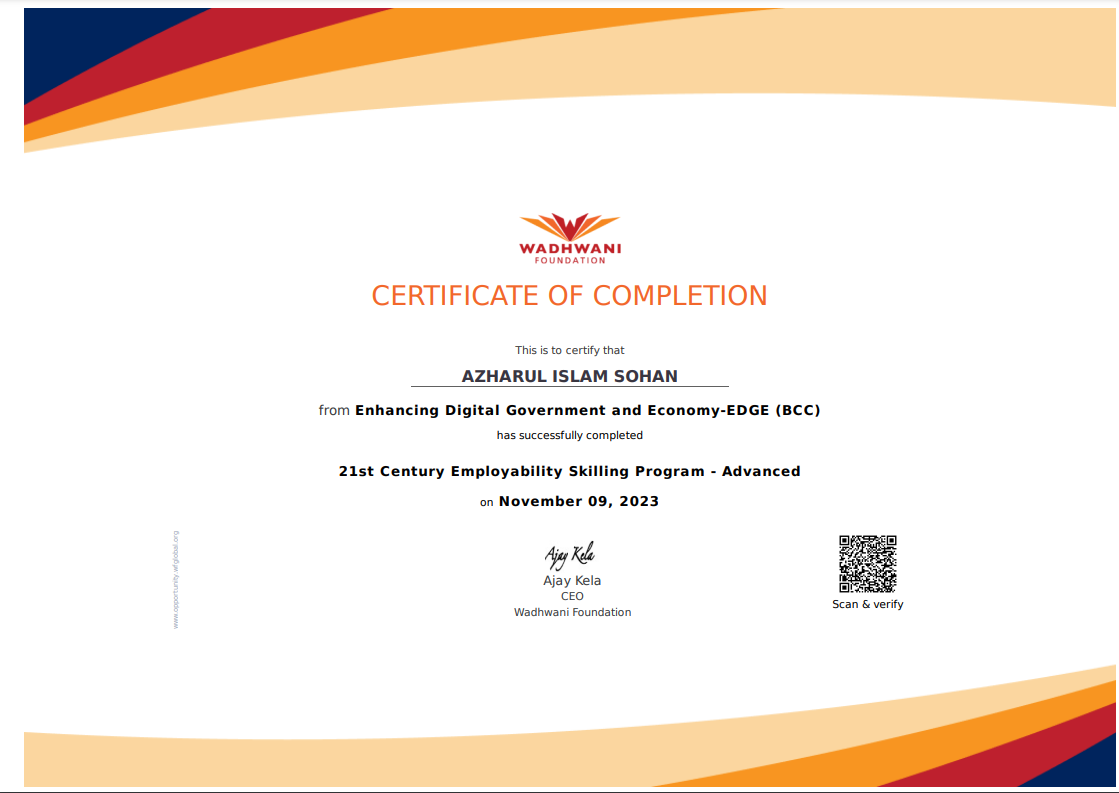 WADHWANI
FOUNDATION
CERTIFICATE OF COMPLETION
This is to certify that
AZHARUL ISLAM SOHAN
from Enhancing Digital Government and Economy-EDGE (BCC)
has successfully completed
21st Century Employability Skilling Program - Advanced
on November 09, 2023
www.opportunity.wfglobal.org
Ajay Kela
Ajay Kela
CEO
Wadhwani Foundation
Scan & verify